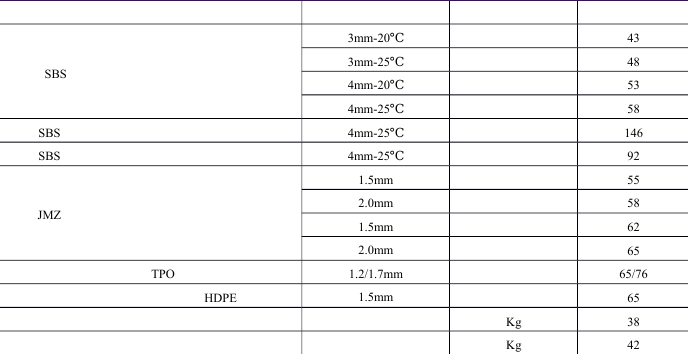 3mm-20℃ 43
3mm-25℃ 48
SBS
4mm-20℃ 53
4mm-25℃ 58
SBS 4mm-25℃ 146
SBS 4mm-25℃ 92
1.5mm 55
2.0mm 58
JMZ
1.5mm 62
2.0mm 65
TPO 1.2/1.7mm 65/76
HDPE 1.5mm 65
Kg 38
Kg 42